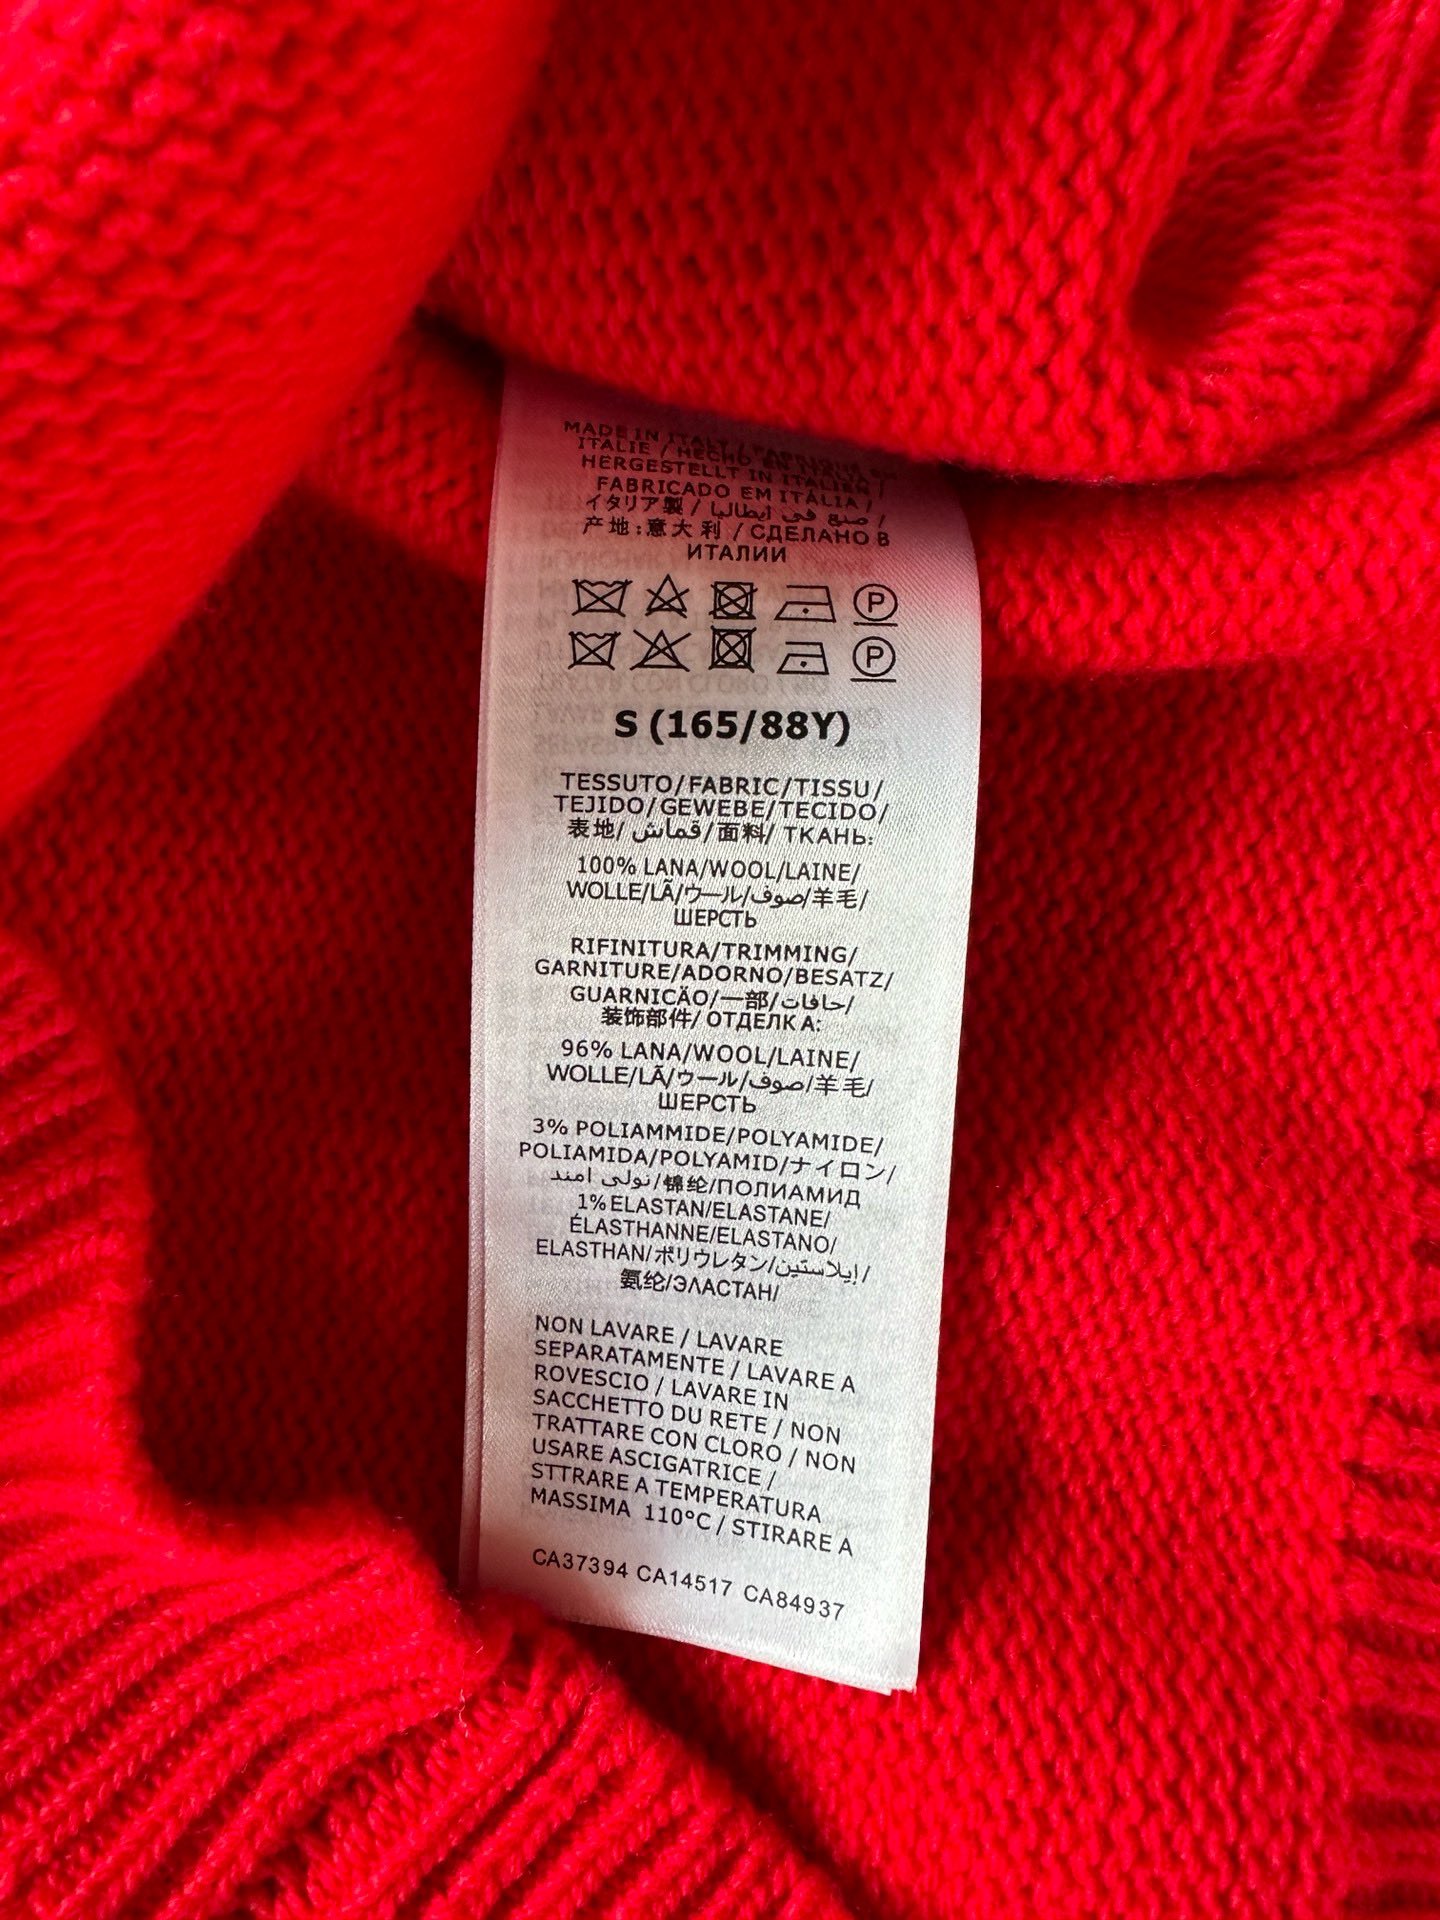 MADE IN ITALY / FABRIQUÉ EN
ITALIE / HECHO EN ITALIA /
HERGESTELLT IN ITALIEN /
FABRICADO EM ITÁLIA /
イタリア製 / صنع في إيطاليا /
产地:意大利 / СДЕЛАНО В
ИТАЛИИ
P
P
S (165/88Y)
TESSUTO/FABRIC/TISSU/
TEJIDO/GEWEBE/TECIDO/
表地/ قماش/面料/ ТКАНЬ:
100% LANA/WOOL/LAINE/
WOLLE/LÃ/ウール/صوف/羊毛/
ШЕРСТЬ
RIFINITURA/TRIMMING/
GARNITURE/ADORNO/BESATZ/
GUARNICÃO/一部/حافات/
装饰部件/ ОТДЕЛК А:
96% LANA/WOOL/LAINE/
WOLLE/LÃ/ウール/صوف/羊毛/
ШЕРСТЬ
3% POLIAMMIDE/POLYAMIDE/
POLIAMIDA/POLYAMID/ナイロン/
نولى امند/锦纶/ПОЛИАМИД
1% ELASTAN/ELASTANE/
ÉLASTHANNE/ELASTANO/
ELASTHAN/ポリウレタン/إيلاستين/
氨纶/ЭЛАСТАН/
NON LAVARE / LAVARE
SEPARATAMENTE / LAVARE A
ROVESCIO / LAVARE IN
SACCHETTO DU RETE / NON
TRATTARE CON CLORO / NON
USARE ASCIGATRICE /
STTRARE A TEMPERATURA
MASSIMA 110°C / STIRARE A
CA37394 CA14517 CA84937